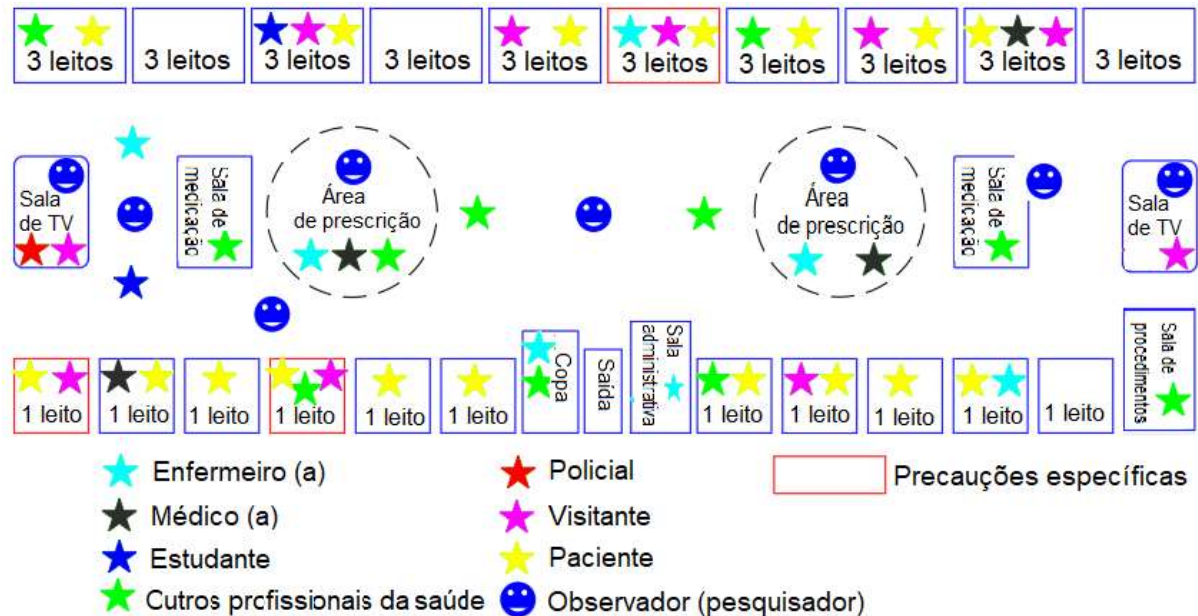 3 leitos
3 leitos
3 leitos
3 leitos
3 leitos
3 leitos
3 leitos
3 leitos
3 leitos
3 leitos
Sala
de TV
Sala de
medicação
Área
de prescrição
Área
de prescrição
Sala de
medicação
Sala
de TV
1 leito
1 leito
1 leito
1 leito
1 leito
1 leito
Copa
Saída
Sala
administrativa
1 leito
1 leito
1 leito
1 leito
1 leito
Sala de
procedimentos
Enfermeiro (a)
Médico (a)
Estudante
Cutros prcfissionais da saúde
Policial
Visitante
Paciente
Observador (pesquisador)
Precauções específicas